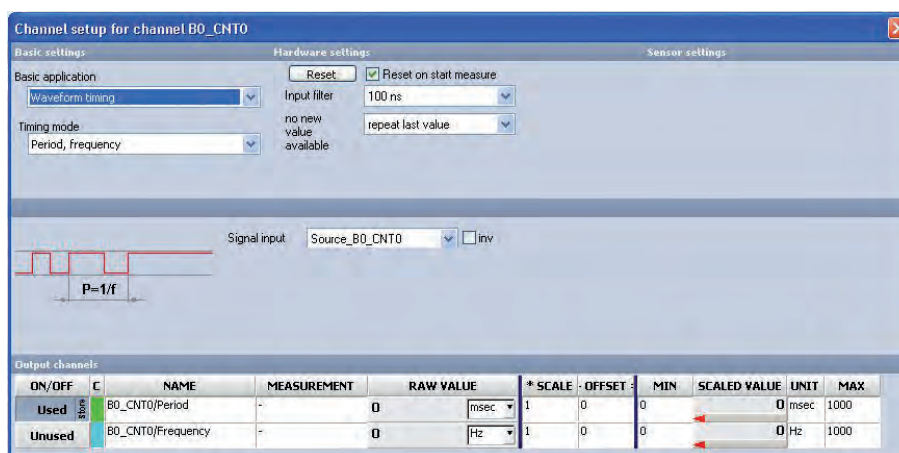 Channel setup for channel B0_CNT0
Basic settings
Hardware settings
Sensor settings
Basic application
Waveform timing
Timing mode
Period, frequency
Reset
Reset on start measure
Input filter
100 ns
no new
value
available
repeat last value
Signal input
Source_B0_CNT0
inv
P=1/f
Output channels
ON/OFF C NAME MEASUREMENT RAW VALUE * SCALE - OFFSET = MIN SCALED VALUE UNIT MAX
Used store B0_CNT0/Period - 0 msec 1 0 0 0 msec 1000
Unused B0_CNT0/Frequency - 0 Hz 1 0 0 0 Hz 1000